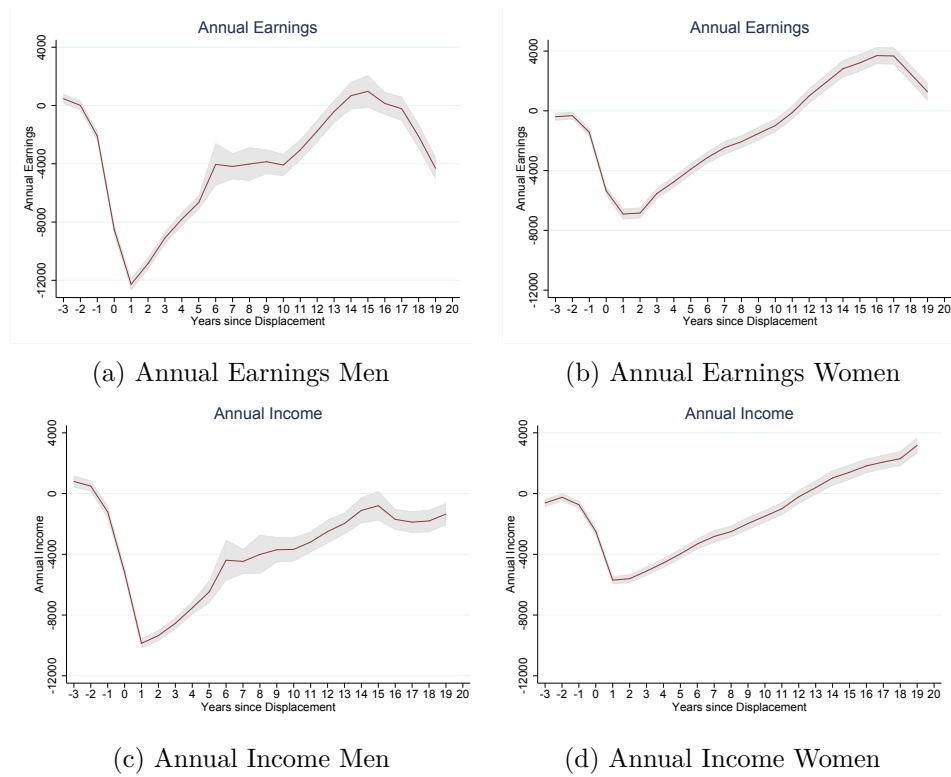 Annual Earnings
Annual Earnings
4000
0
-4000
-8000
-12000
-3 -2 -1 0 1 2 3 4 5 6 7 8 9 10 11 12 13 14 15 16 17 18 19 20
Years since Displacement
(a) Annual Earnings Men
Annual Earnings
Annual Earnings
4000
0
-4000
-8000
-12000
-3 -2 -1 0 1 2 3 4 5 6 7 8 9 10 11 12 13 14 15 16 17 18 19 20
Years since Displacement
(b) Annual Earnings Women
Annual Income
Annual Income
4000
0
-4000
-8000
-12000
-3 -2 -1 0 1 2 3 4 5 6 7 8 9 10 11 12 13 14 15 16 17 18 19 20
Years since Displacement
(c) Annual Income Men
Annual Income
Annual Income
4000
0
-4000
-8000
-12000
-3 -2 -1 0 1 2 3 4 5 6 7 8 9 10 11 12 13 14 15 16 17 18 19 20
Years since Displacement
(d) Annual Income Women